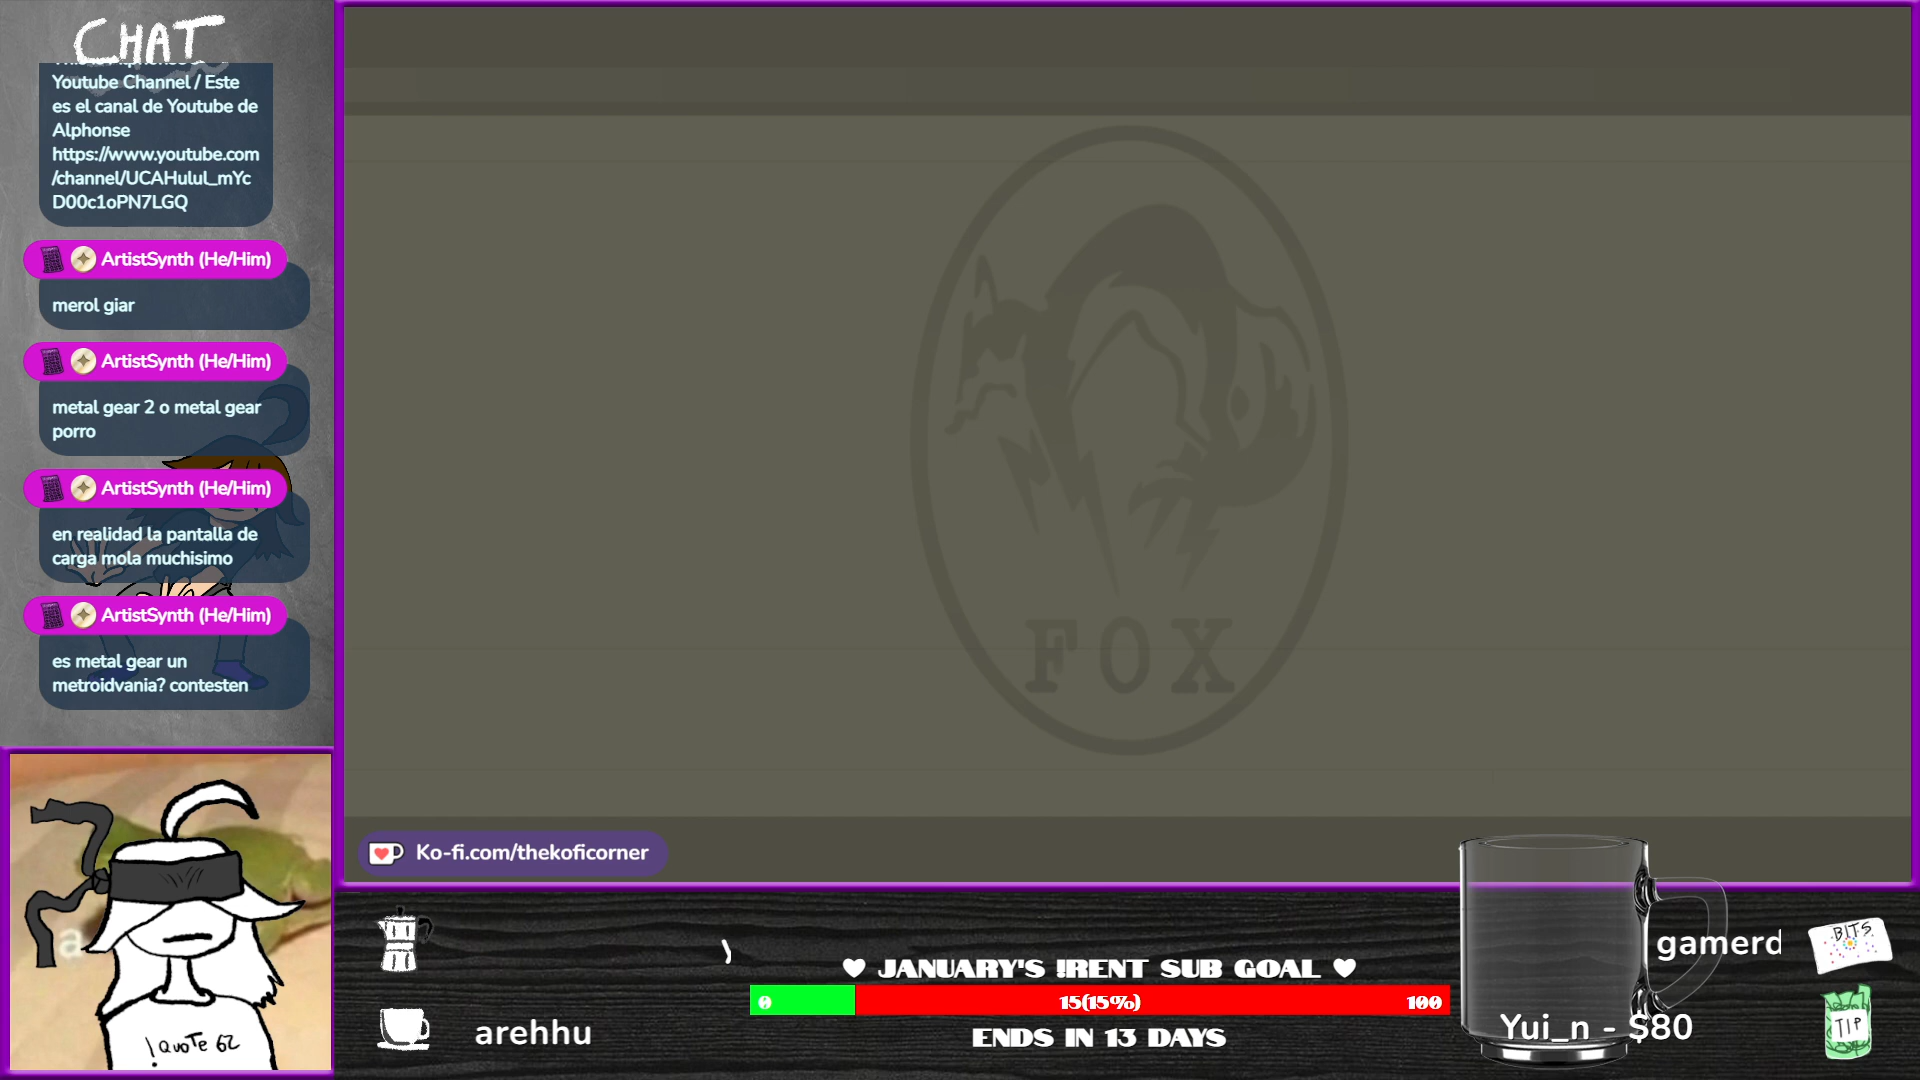 CHAT
Youtube Channel / Este
es el canal de Youtube de
Alphonse
https://www.youtube.com
/channel/UCAHuluL_mYc
D00c1oPN7LGQ
ArtistSynth (He/Him)
merol giar
ArtistSynth (He/Him)
metal gear 2 o metal gear
porro
ArtistSynth (He/Him)
en realidad la pantalla de
carga mola muchisimo
ArtistSynth (He/Him)
es metal gear un
metroidvania? contesten
FOX
Ko-fi.com/thekoficorner
a
! QUOTE 62
arehhu
♥ JANUARY'S !RENT SUB GOAL ♥
0 15(15%) 100
ENDS IN 13 DAYS
gamerd
BITS
Yui_n - $80
TIP